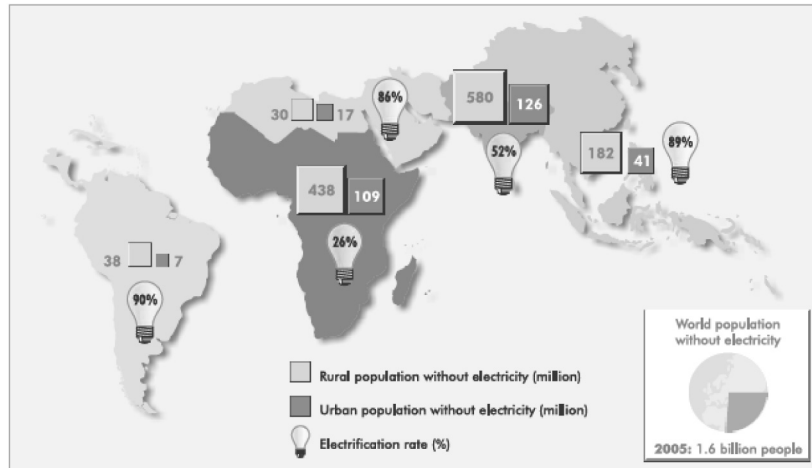 86%
30 17
580 126
52%
182 41
89%
438 109
26%
38 7
90%
World population
without electricity
2005: 1.6 billion people
Rural population without electricity (million)
Urban population without electricity (million)
Electrification rate (%)